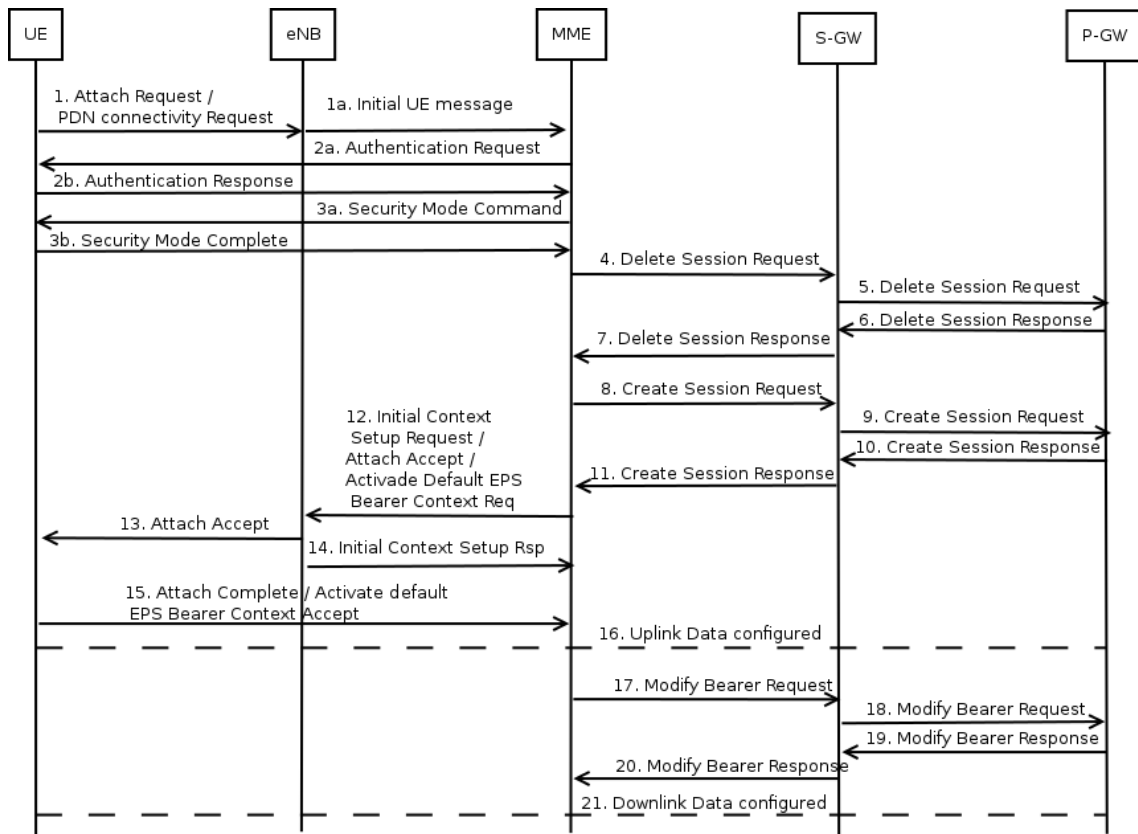 UE
eNB
MME
S-GW
P-GW
1. Attach Request /
PDN connectivity Request
1a. Initial UE message
2a. Authentication Request
2b. Authentication Response
3a. Security Mode Command
3b. Security Mode Complete
4. Delete Session Request
5. Delete Session Request
6. Delete Session Response
7. Delete Session Response
8. Create Session Request
9. Create Session Request
10. Create Session Response
11. Create Session Response
12. Initial Context
Setup Request /
Attach Accept /
Activade Default EPS
Bearer Context Req
13. Attach Accept
14. Initial Context Setup Rsp
15. Attach Complete / Activate default
EPS Bearer Context Accept
16. Uplink Data configured
17. Modify Bearer Request
18. Modify Bearer Request
19. Modify Bearer Response
20. Modify Bearer Response
21. Downlink Data configured